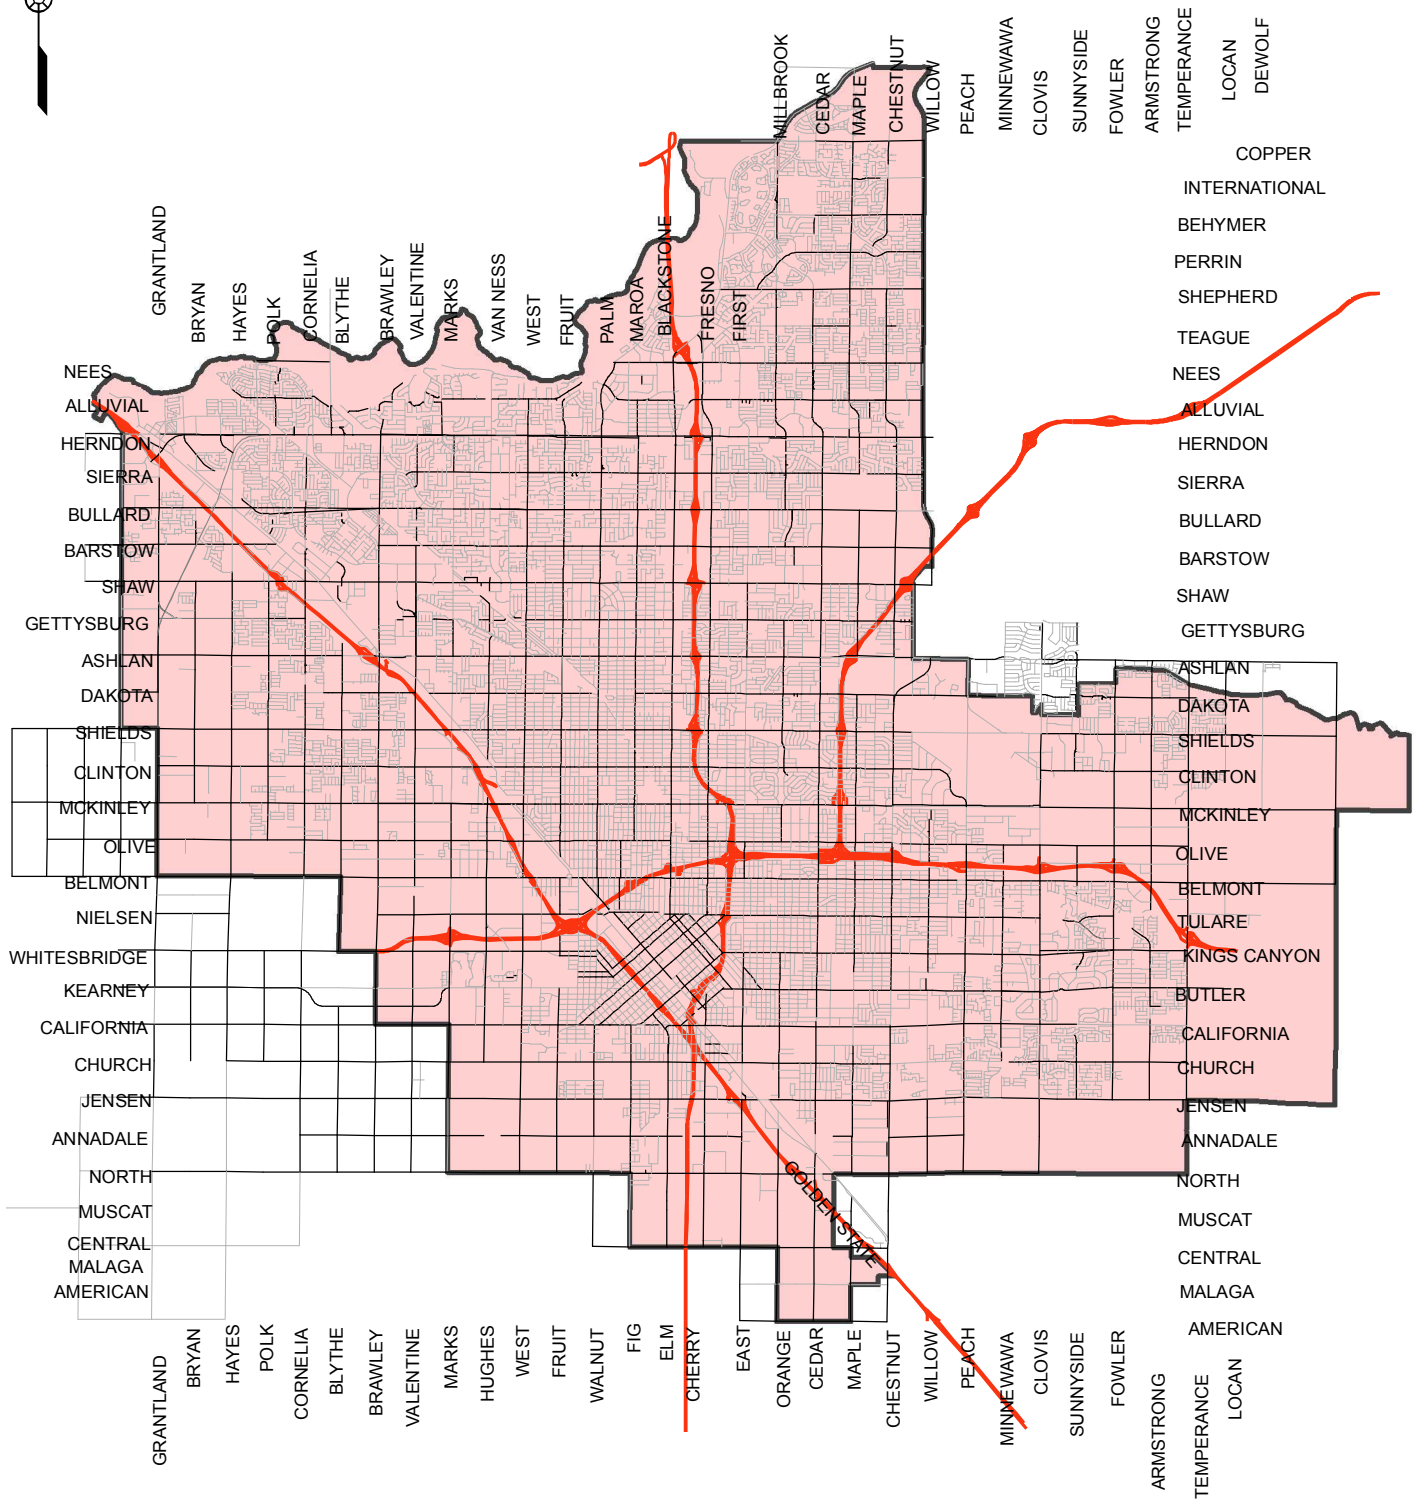 MILLBROOK
CEDAR
MAPLE
CHESTNUT
WILLOW
PEACH
MINNEWAWA
CLOVIS
SUNNYSIDE
FOWLER
ARMSTRONG
TEMPERANCE
LOCAN
DEWOLF
GRANTLAND
BRYAN
HAYES
POLK
CORNELIA
BLYTHE
BRAWLEY
VALENTINE
MARKS
VAN NESS
WEST
FRUIT
PALM
MAROA
BLACKSTONE
FRESNO
FIRST
COPPER
INTERNATIONAL
BEHYMER
PERRIN
SHEPHERD
TEAGUE
NEES
ALLUVIAL
HERNDON
SIERRA
BULLARD
BARSTOW
SHAW
GETTYSBURG
ASHLAN
DAKOTA
SHIELDS
CLINTON
MCKINLEY
OLIVE
BELMONT
TULARE
KINGS CANYON
BUTLER
CALIFORNIA
CHURCH
JENSEN
ANNADALE
NORTH
MUSCAT
CENTRAL
MALAGA
AMERICAN
NEES
ALLUVIAL
HERNDON
SIERRA
BULLARD
BARSTOW
SHAW
GETTYSBURG
ASHLAN
DAKOTA
SHIELDS
CLINTON
MCKINLEY
OLIVE
BELMONT
NIELSEN
WHITESBRIDGE
KEARNEY
CALIFORNIA
CHURCH
JENSEN
ANNADALE
NORTH
MUSCAT
CENTRAL
MALAGA
AMERICAN
GOLDEN STATE
GRANTLAND
BRYAN
HAYES
POLK
CORNELIA
BLYTHE
BRAWLEY
VALENTINE
MARKS
HUGHES
WEST
FRUIT
WALNUT
FIG
ELM
CHERRY
EAST
ORANGE
CEDAR
MAPLE
CHESTNUT
WILLOW
PEACH
MINNEWAWA
CLOVIS
SUNNYSIDE
FOWLER
ARMSTRONG
TEMPERANCE
LOCAN